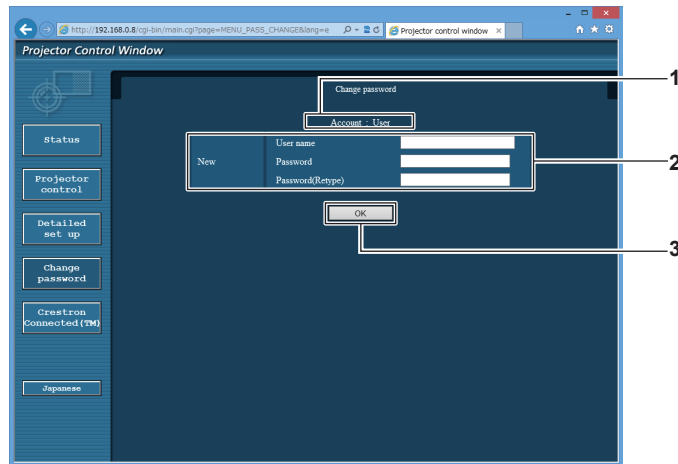 http://192.168.0.8/cgi-bin/main.cgi?page=MENU_PASS_CHANGE&lang=e
Projector control window
Projector Control Window
Change password
1
Account : User
Status
User name
New
Password
2
Password(Retype)
Projector
control
OK
Detailed
set up
3
Change
password
Crestron
Connected(TM)
Japanese